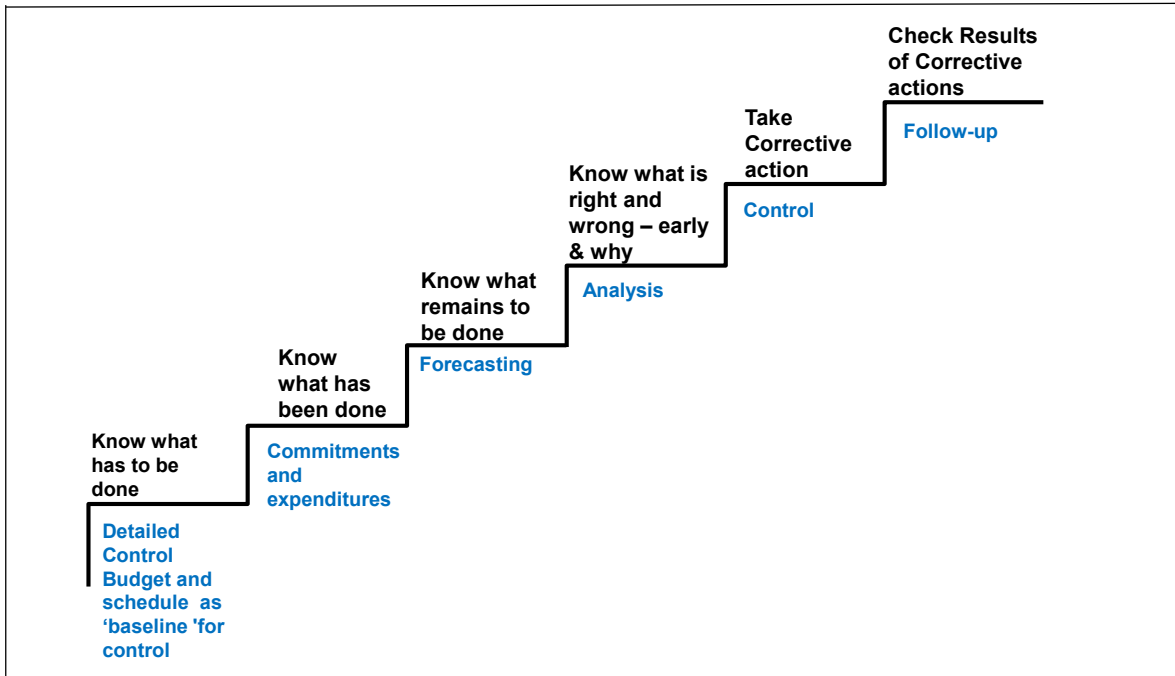 Know what
has to be
done
Detailed
Control
Budget and
schedule as
‘baseline 'for
control
Know
what has
been done
Commitments
and
expenditures
Know what
remains to
be done
Forecasting
Know what is
right and
wrong – early
& why
Analysis
Take
Corrective
action
Control
Check Results
of Corrective
actions
Follow-up